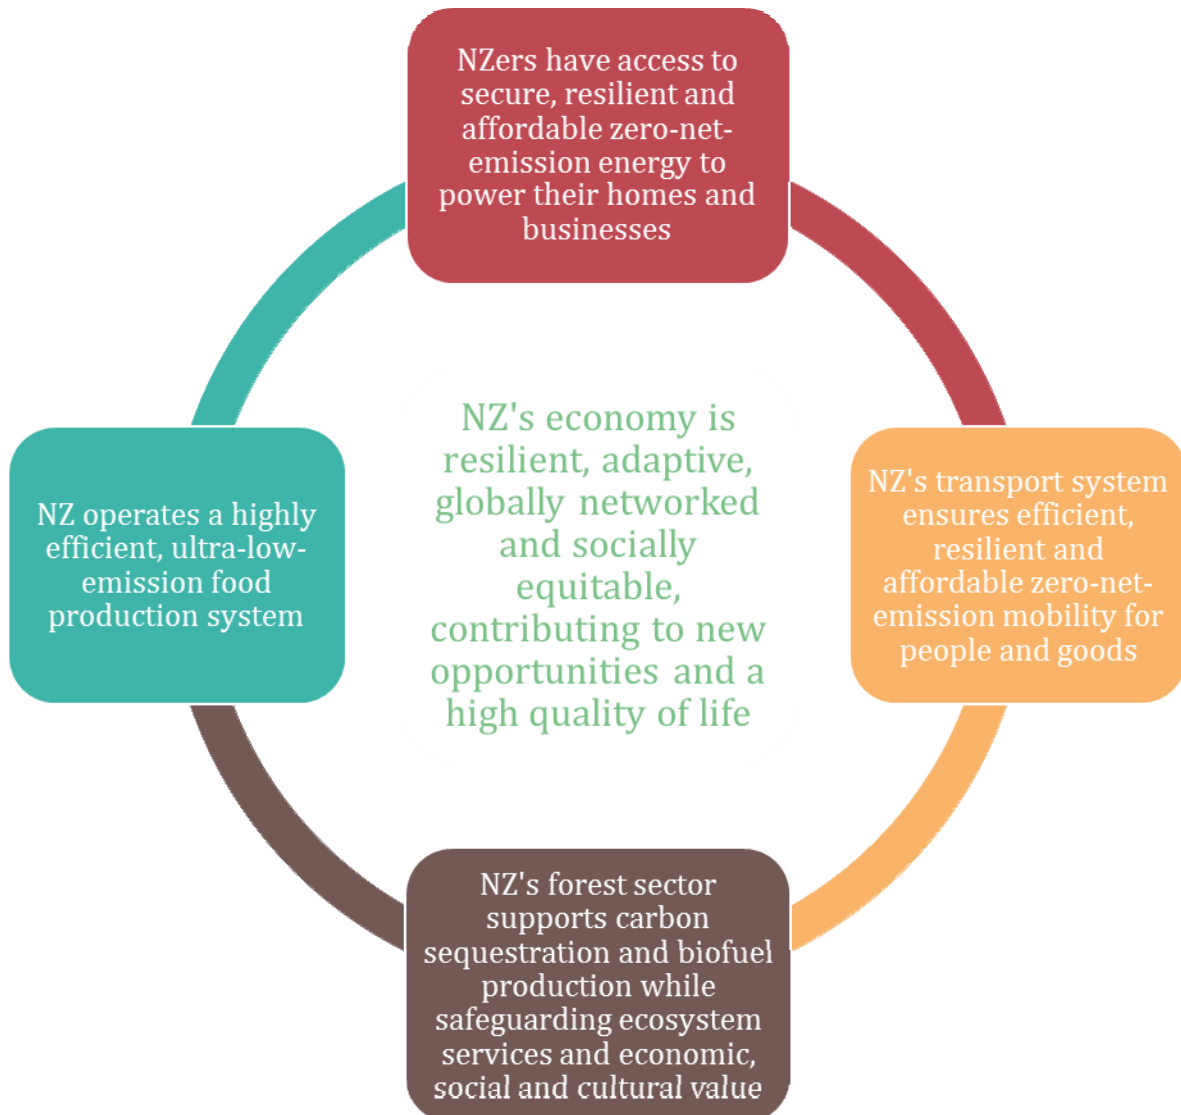 NZers have access to
secure, resilient and
affordable zero-net-
emission energy to
power their homes and
businesses
NZ's economy is
resilient, adaptive,
globally networked
and socially
equitable,
contributing to new
opportunities and a
high quality of life
NZ's transport system
ensures efficient,
resilient and
affordable zero-net-
emission mobility for
people and goods
NZ operates a highly
efficient, ultra-low-
emission food
production system
NZ's forest sector
supports carbon
sequestration and biofuel
production while
safeguarding ecosystem
services and economic,
social and cultural value